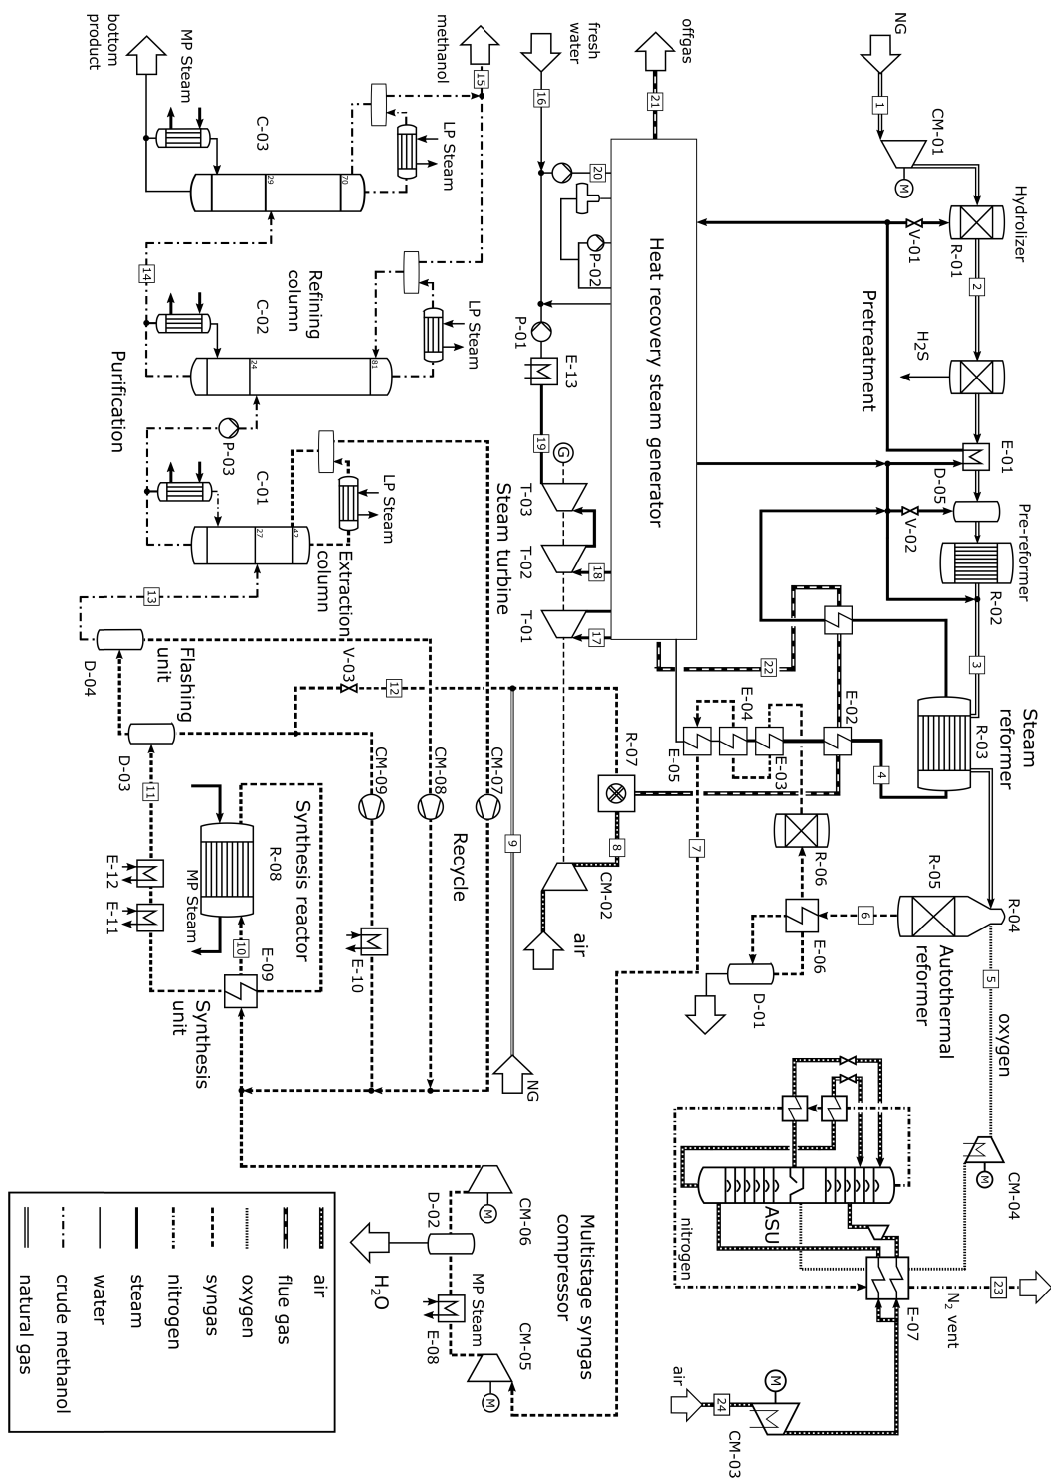 NG
1
CM-01
M
Hydrolizer
R-01
V-01
2
H2S
Pretreatment
E-01
D-05
V-02
Pre-reformer
R-02
3
Steam
reformer
R-03
4
R-04
R-05
Autothermal
reformer
5
oxygen
6
CM-04
M
offgas
21
Heat recovery steam generator
22
E-02
E-03
E-04
E-05
R-06
E-06
D-01
7
ASU
nitrogen
E-07
N2 vent
23
air
24
M
CM-03
fresh
water
16
20
P-02
P-01
E-13
19
G
T-03
T-02
T-01
18
17
Steam turbine
R-07
8
CM-02
air
9
NG
methanol
15
LP Steam
70
29
C-03
MP Steam
bottom
product
14
LP Steam
Refining
column
C-02
81
24
Purification
P-03
LP Steam
C-01
42
27
Extraction
column
13
D-04
Flashing
unit
V-03
12
D-03
11
CM-09
CM-08
CM-07
Recycle
Synthesis reactor
R-08
MP Steam
E-12
E-11
10
E-09
E-10
Synthesis
unit
CM-06
M
D-02
H2O
MP Steam
E-08
CM-05
M
Multistage syngas
compressor
air
flue gas
oxygen
syngas
nitrogen
steam
water
crude methanol
natural gas